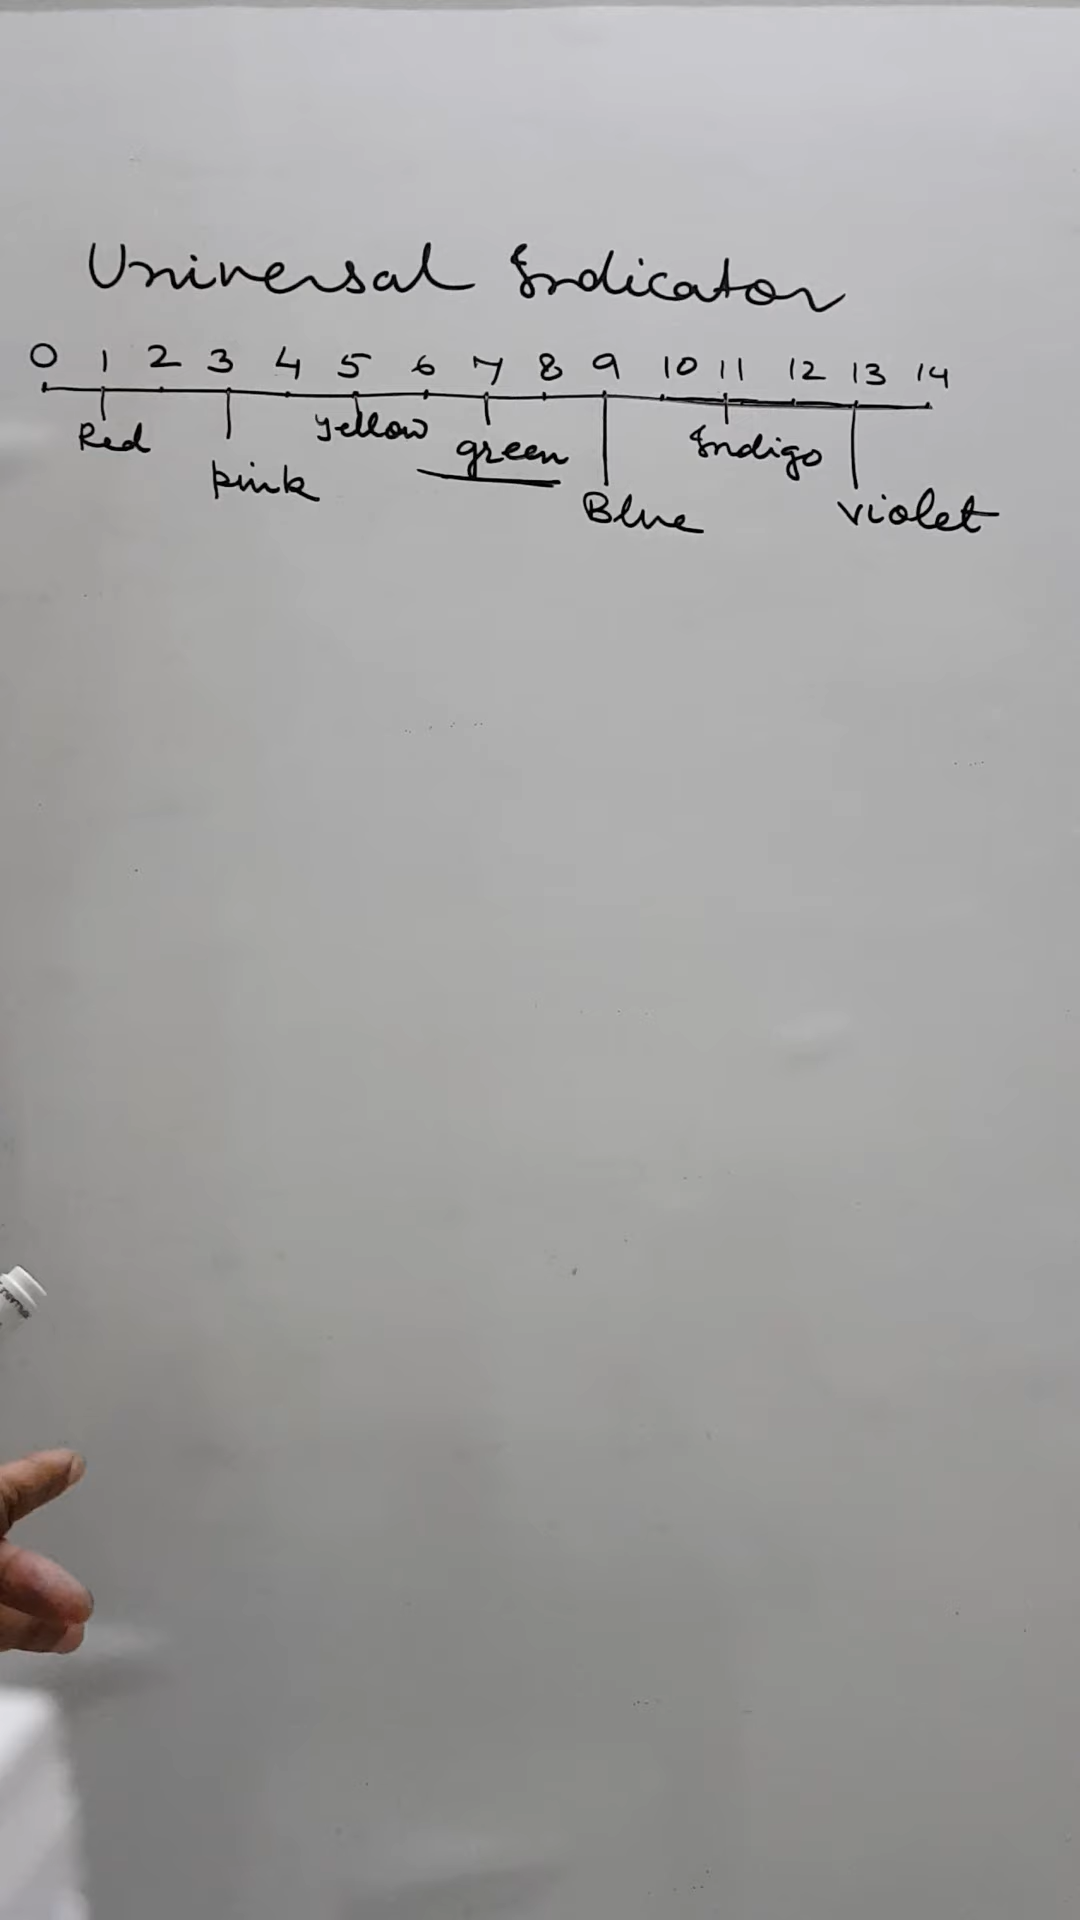 Universal Indicator
0 1 2 3 4 5 6 7 8 9 10 11 12 13 14
Red pink yellow green Blue Indigo violet